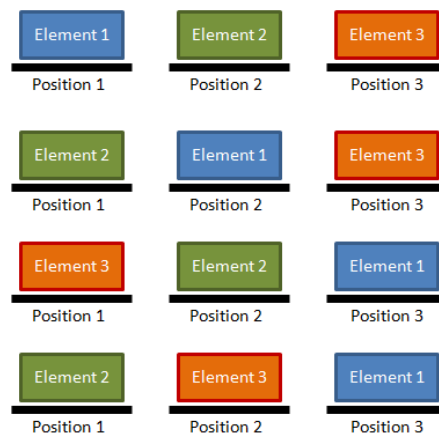 Element 1 Element 2 Element 3
Position 1 Position 2 Position 3
Element 2 Element 1 Element 3
Position 1 Position 2 Position 3
Element 3 Element 2 Element 1
Position 1 Position 2 Position 3
Element 2 Element 3 Element 1
Position 1 Position 2 Position 3